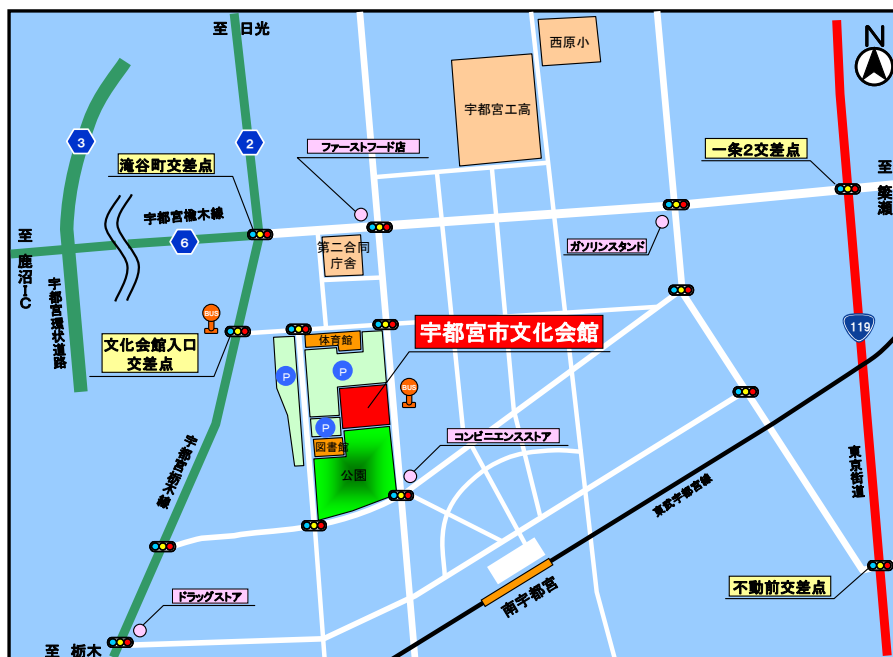 至 日光
N
西原小
3
2
宇都宮工高
ファーストフード店
滝谷町交差点
一条2交差点
至 簗瀬
宇都宮楡木線
6
至 鹿沼IC
第二合同
庁舎
ガソリンスタンド
宇都宮環状道路
BUS
文化会館入口
交差点
体育館
宇都宮市文化会館
119
P
P
BUS
P
図書館
コンビニエンスストア
公園
宇都宮栃木線
東京街道
東武宇都宮線
不動前交差点
南宇都宮
ドラッグストア
至 栃木